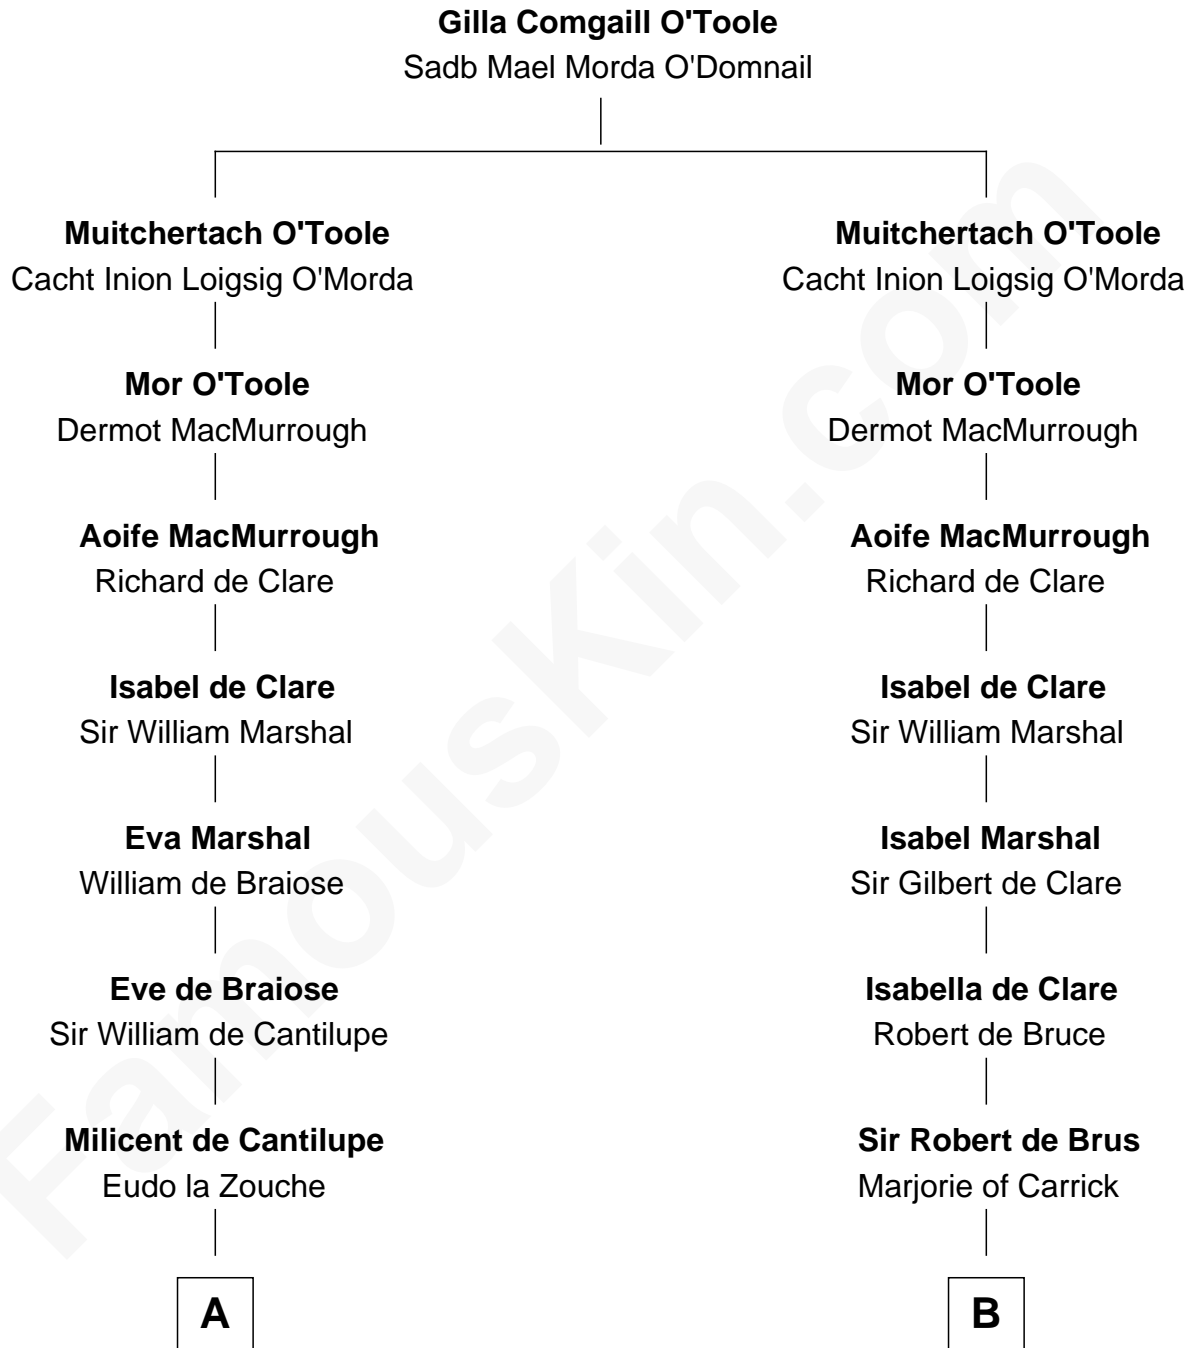 Gilla Comgaill O'Toole
Sadb Mael Morda O'Domnail
Muitchertach O'Toole
Cacht Inion Loigsig O'Morda
Mor O'Toole
Dermot MacMurrough
Aoife MacMurrough
Richard de Clare
Isabel de Clare
Sir William Marshal
Eva Marshal
William de Braiose
Eve de Braiose
Sir William de Cantilupe
Milicent de Cantilupe
Eudo la Zouche
A
Muitchertach O'Toole
Cacht Inion Loigsig O'Morda
Mor O'Toole
Dermot MacMurrough
Aoife MacMurrough
Richard de Clare
Isabel de Clare
Sir William Marshal
Isabel Marshal
Sir Gilbert de Clare
Isabella de Clare
Robert de Bruce
Sir Robert de Brus
Marjorie of Carrick
B
FamousKin.com